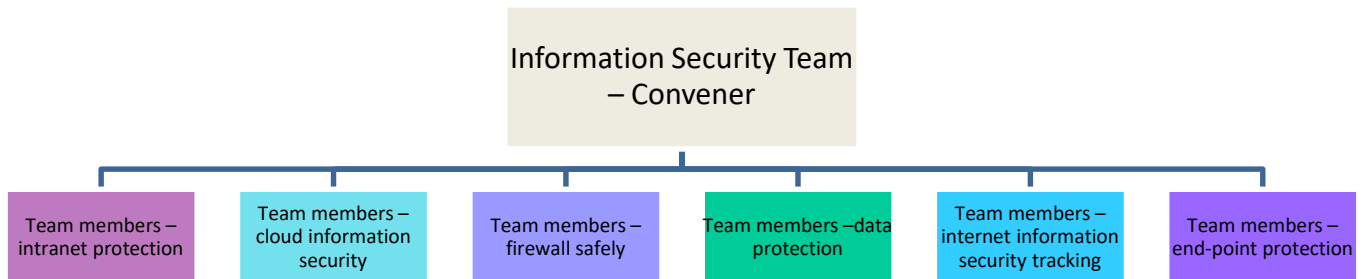 Information Security Team
– Convener
Team members –
intranet protection
Team members –
cloud information
security
Team members –
firewall safely
Team members –data
protection
Team members –
internet information
security tracking
Team members –
end-point protection